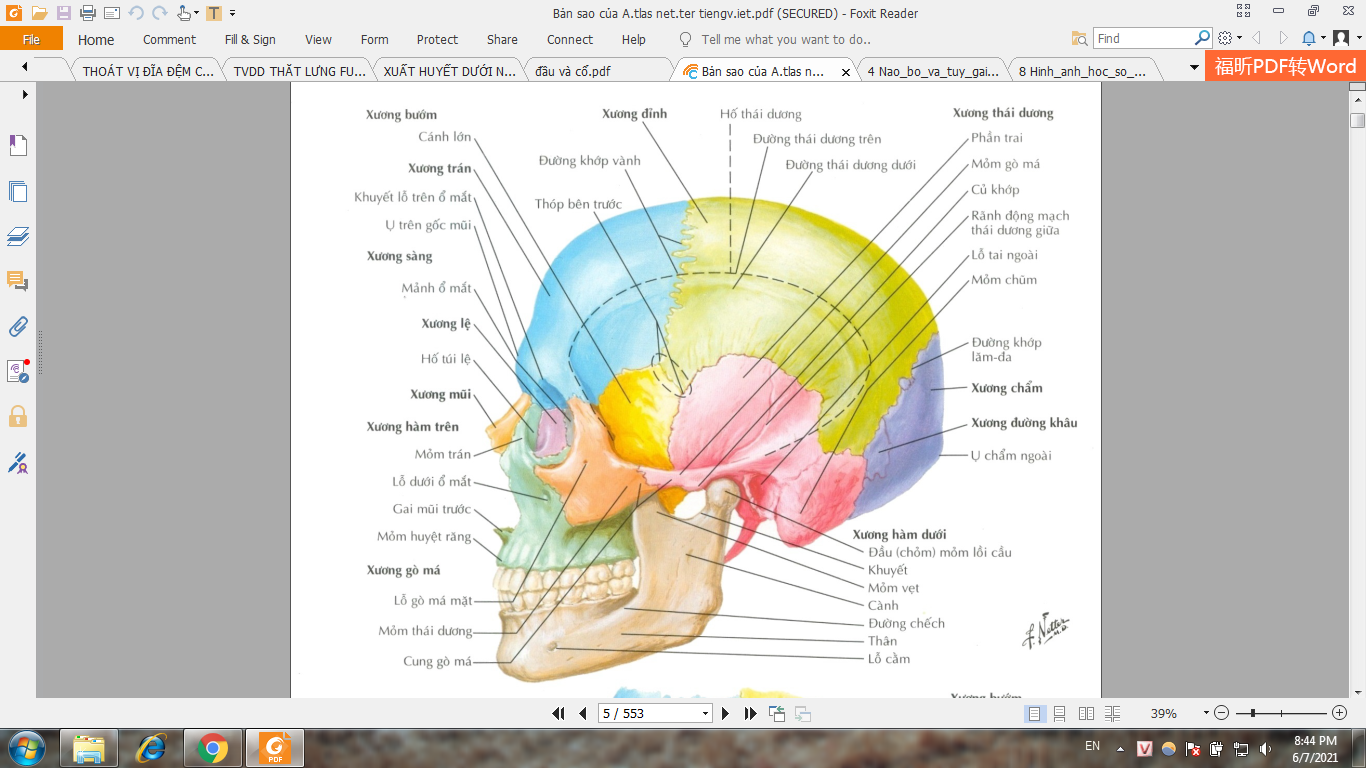 Bản sao của A.tlas net.ter tiengv.iet.pdf (SECURED) - Foxit Reader
File Home Comment Fill & Sign View Form Protect Share Connect Help Tell me what you want to do.. Find
THOÁT VỊ ĐĨA ĐỆM C... TVDD THẮT LƯNG FU... XUẤT HUYẾT DƯỚI N... đầu và cổ.pdf Bản sao của A.tlas n... 4 Nao_bo_va_tuy_gai... 8 Hinh_anh_hoc_so_... 福昕PDF转Word
Xương bướm
Cánh lớn
Xương trán
Khuyết lỗ trên ổ mắt
Ụ trên gốc mũi
Xương sàng
Mảnh ổ mắt
Xương lệ
Hố túi lệ
Xương mũi
Xương hàm trên
Mỏm trán
Lỗ dưới ổ mắt
Gai mũi trước
Mỏm huyệt răng
Xương gò má
Lỗ gò má mặt
Mỏm thái dương
Cung gò má
Xương đỉnh
Đường khớp vành
Thóp bên trước
Hố thái dương
Đường thái dương trên
Đường thái dương dưới
Xương thái dương
Phần trai
Mỏm gò má
Củ khớp
Rãnh động mạch
thái dương giữa
Lỗ tai ngoài
Mỏm chũm
Đường khớp
lăm-đa
Xương chẩm
Xương đường khâu
Ụ chẩm ngoài
Xương hàm dưới
Đầu (chỏm) mỏm lồi cầu
Khuyết
Mỏm vẹt
Cành
Đường chếch
Thân
Lỗ cằm
F. Netter
M.D.
Xương bướm
5 / 553 39%
PDF
EN 8:44 PM
6/7/2021